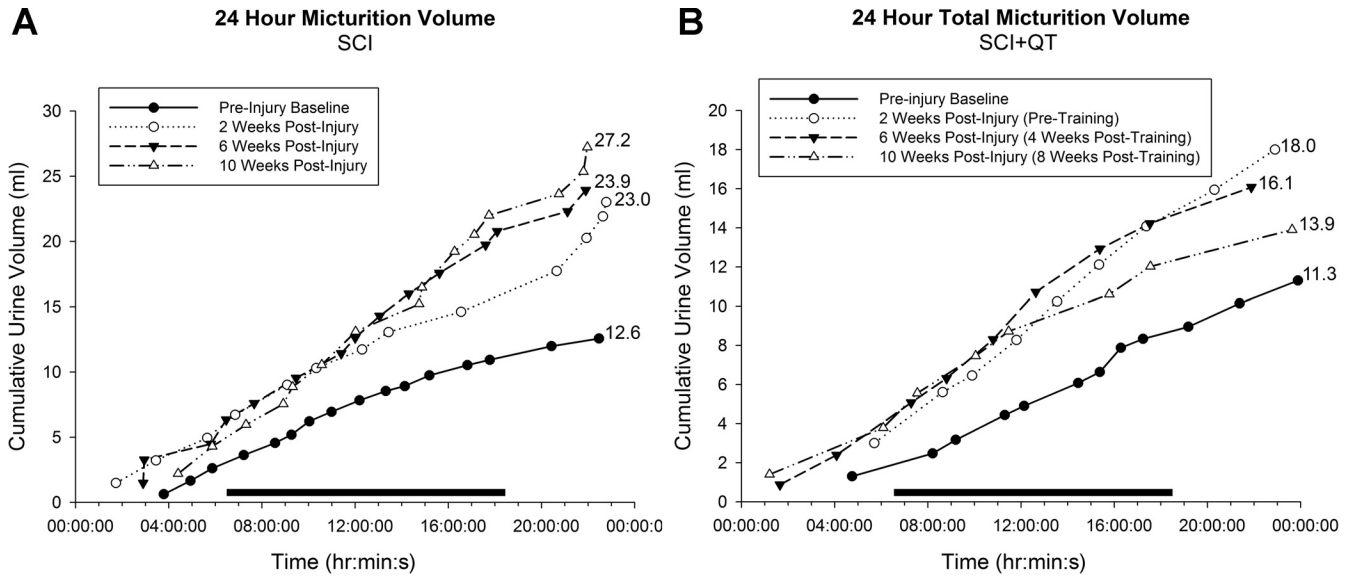 A
24 Hour Micturition Volume
SCI
Pre-Injury Baseline
2 Weeks Post-Injury
6 Weeks Post-Injury
10 Weeks Post-Injury
Cumulative Urine Volume (ml)
30
25
20
15
10
5
0
27.2
23.9
23.0
12.6
00:00:00 04:00:00 08:00:00 12:00:00 16:00:00 20:00:00 00:00:00
Time (hr:min:s)
B
24 Hour Total Micturition Volume
SCI+QT
Pre-injury Baseline
2 Weeks Post-Injury (Pre-Training)
6 Weeks Post-Injury (4 Weeks Post-Training)
10 Weeks Post-Injury (8 Weeks Post-Training)
Cumulative Urine Volume (ml)
20
18
16
14
12
10
8
6
4
2
0
18.0
16.1
13.9
11.3
00:00:00 04:00:00 08:00:00 12:00:00 16:00:00 20:00:00 00:00:00
Time (hr:min:s)